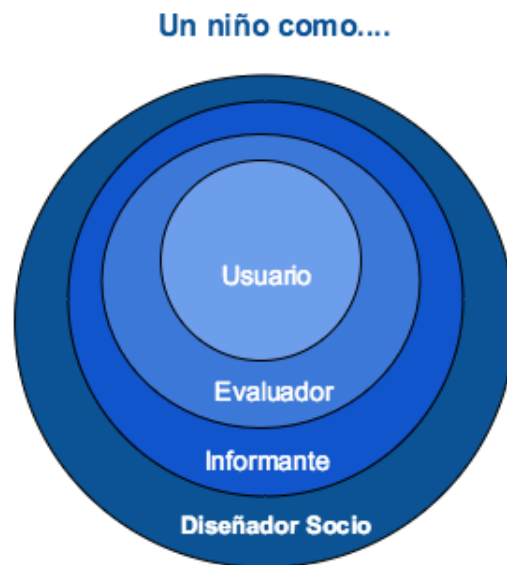 Un niño como....
Usuario
Evaluador
Informante
Diseñador Socio